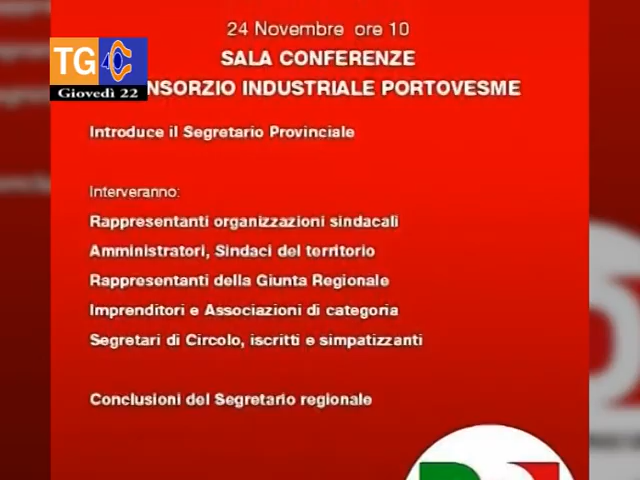 24 Novembre ore 10
SALA CONFERENZE
NSORZIO INDUSTRIALE PORTOVESME
TG 4C
Giovedì 22
Introduce il Segretario Provinciale
Interveranno:
Rappresentanti organizzazioni sindacali
Amministratori, Sindaci del territorio
Rappresentanti della Giunta Regionale
Imprenditori e Associazioni di categoria
Segretari di Circolo, iscritti e simpatizzanti
Conclusioni del Segretario regionale